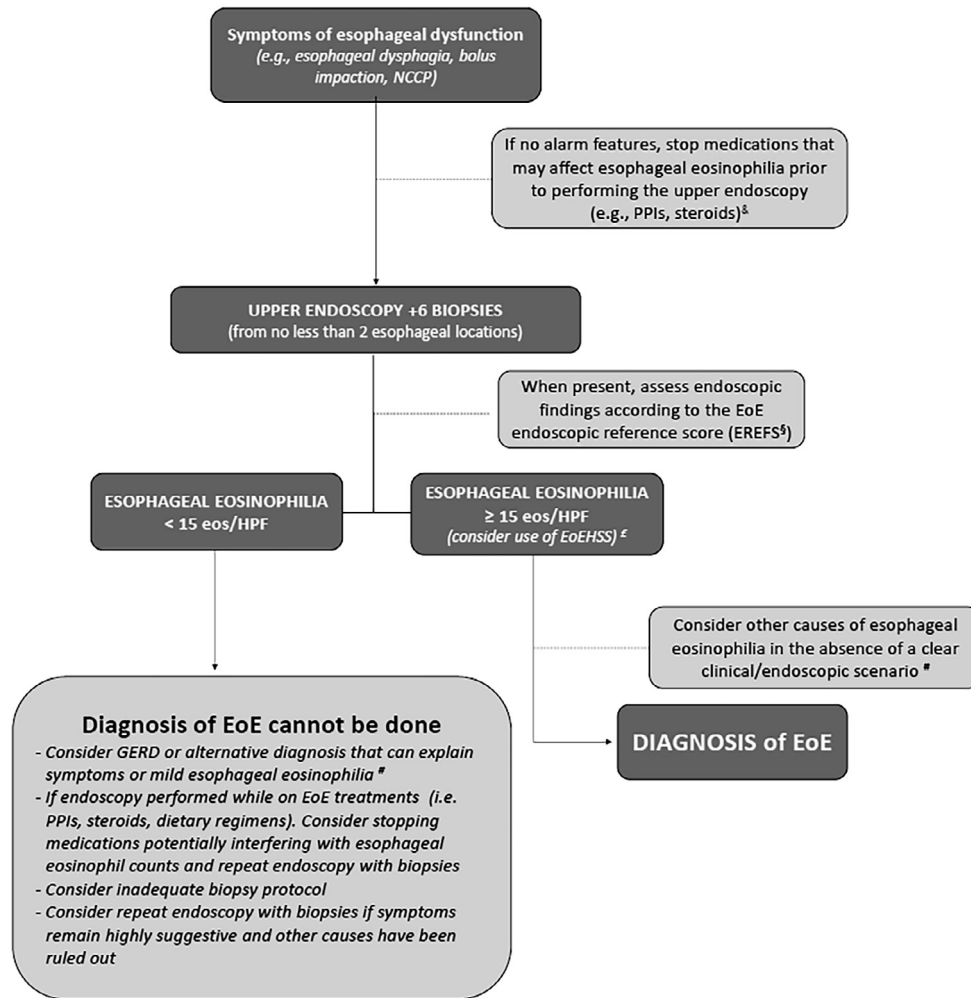 Symptoms of esophageal dysfunction
(e.g., esophageal dysphagia, bolus
impaction, NCCP)
If no alarm features, stop medications that
may affect esophageal eosinophilia prior
to performing the upper endoscopy
(e.g., PPIs, steroids)&
UPPER ENDOSCOPY +6 BIOPSIES
(from no less than 2 esophageal locations)
When present, assess endoscopic
findings according to the EoE
endoscopic reference score (EREFS§)
ESOPHAGEAL EOSINOPHILIA
< 15 eos/HPF
ESOPHAGEAL EOSINOPHILIA
≥ 15 eos/HPF
(consider use of EoEHSS) £
Consider other causes of esophageal
eosinophilia in the absence of a clear
clinical/endoscopic scenario #
DIAGNOSIS of EoE
Diagnosis of EoE cannot be done
- Consider GERD or alternative diagnosis that can explain
symptoms or mild esophageal eosinophilia #
- If endoscopy performed while on EoE treatments (i.e.
PPIs, steroids, dietary regimens). Consider stopping
medications potentially interfering with esophageal
eosinophil counts and repeat endoscopy with biopsies
- Consider inadequate biopsy protocol
- Consider repeat endoscopy with biopsies if symptoms
remain highly suggestive and other causes have been
ruled out